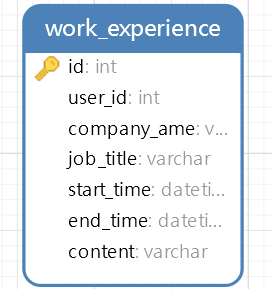 work_experience
id: int
user_id: int
company_ame: v...
job_title: varchar
start_time: dateti...
end_time: dateti...
content: varchar